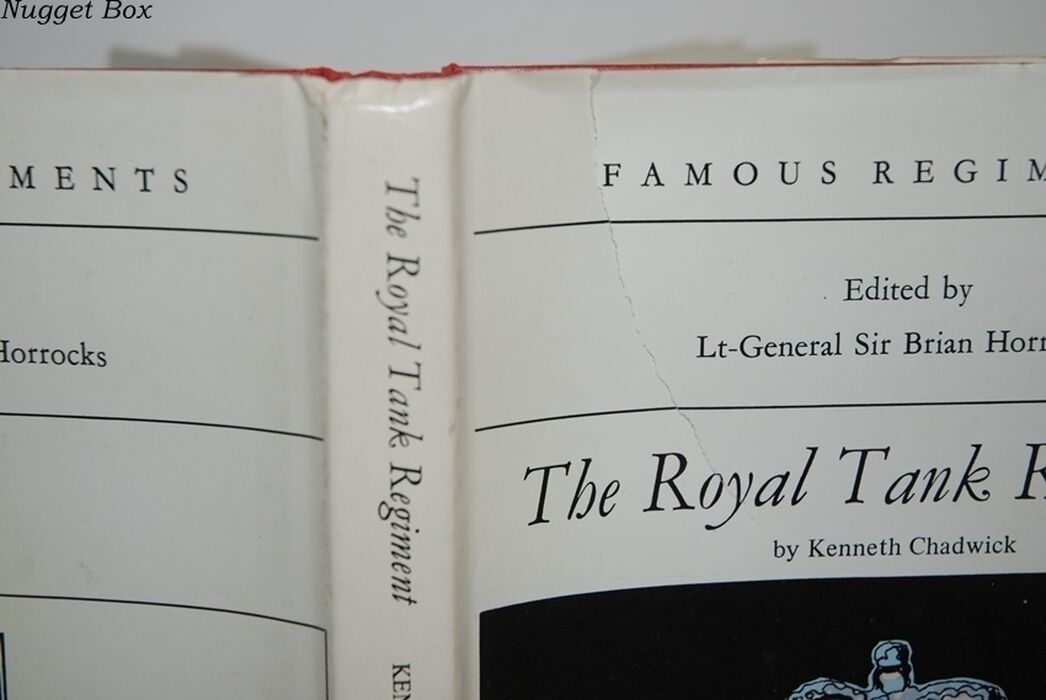 Nugget Box
MENTS
Horrocks
The Royal Tank Regiment
KEN
FAMOUS REGIM
Edited by
Lt-General Sir Brian Horr
The Royal Tank R
by Kenneth Chadwick